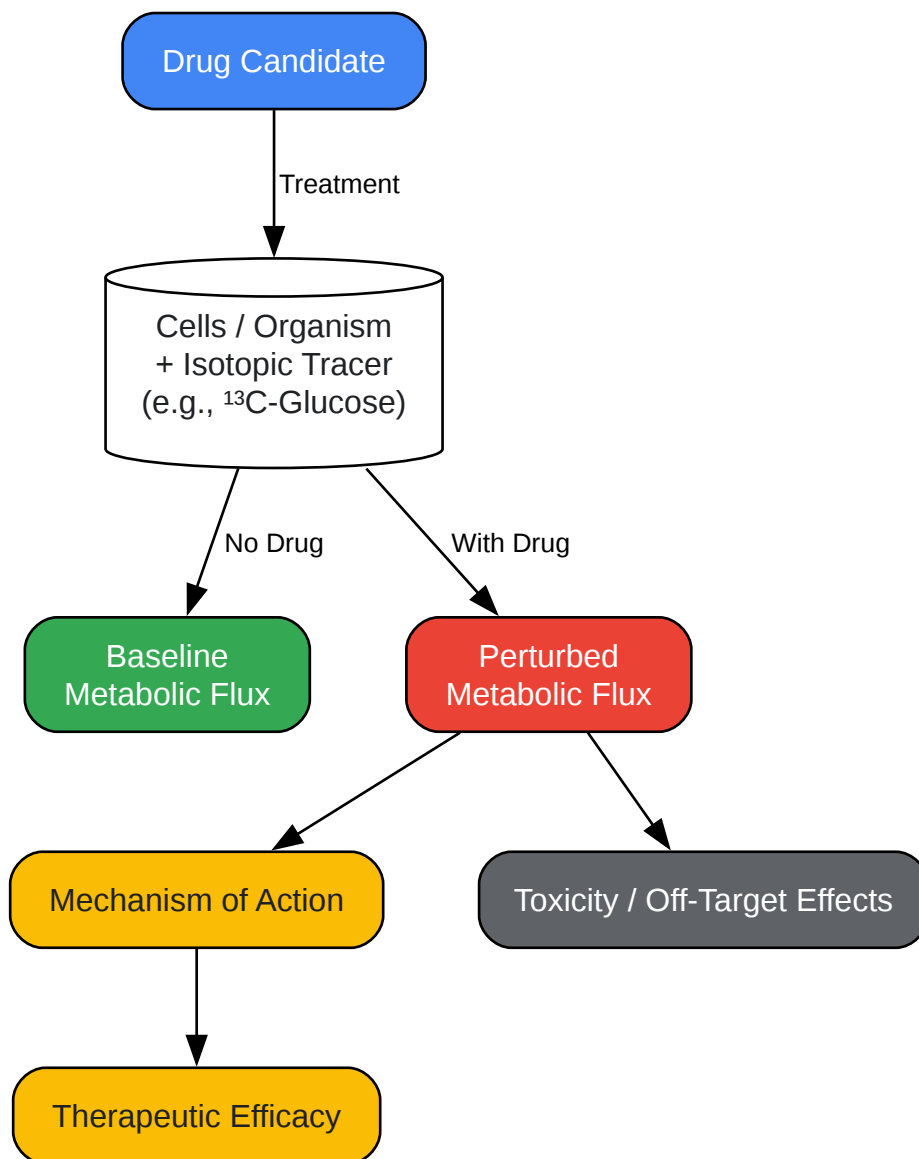 Drug Candidate
Treatment
Cells / Organism
+ Isotopic Tracer
(e.g., ¹³C-Glucose)
No Drug
With Drug
Baseline
Metabolic Flux
Perturbed
Metabolic Flux
Mechanism of Action
Toxicity / Off-Target Effects
Therapeutic Efficacy